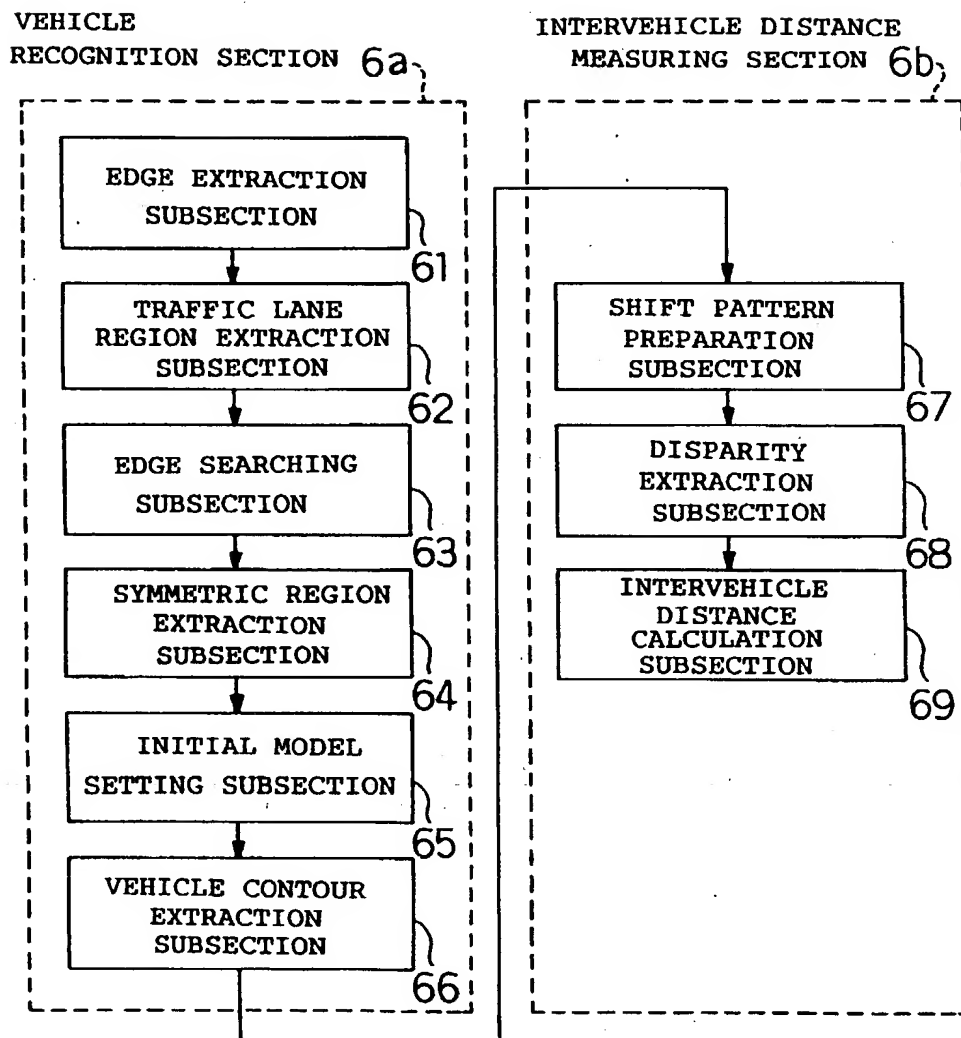 VEHICLE
RECOGNITION SECTION 6a
EDGE EXTRACTION
SUBSECTION
61
TRAFFIC LANE
REGION EXTRACTION
SUBSECTION
62
EDGE SEARCHING
SUBSECTION
63
SYMMETRIC REGION
EXTRACTION
SUBSECTION
64
INITIAL MODEL
SETTING SUBSECTION
65
VEHICLE CONTOUR
EXTRACTION
SUBSECTION
66
INTERVEHICLE DISTANCE
MEASURING SECTION 6b
SHIFT PATTERN
PREPARATION
SUBSECTION
67
DISPARITY
EXTRACTION
SUBSECTION
68
INTERVEHICLE
DISTANCE
CALCULATION
SUBSECTION
69